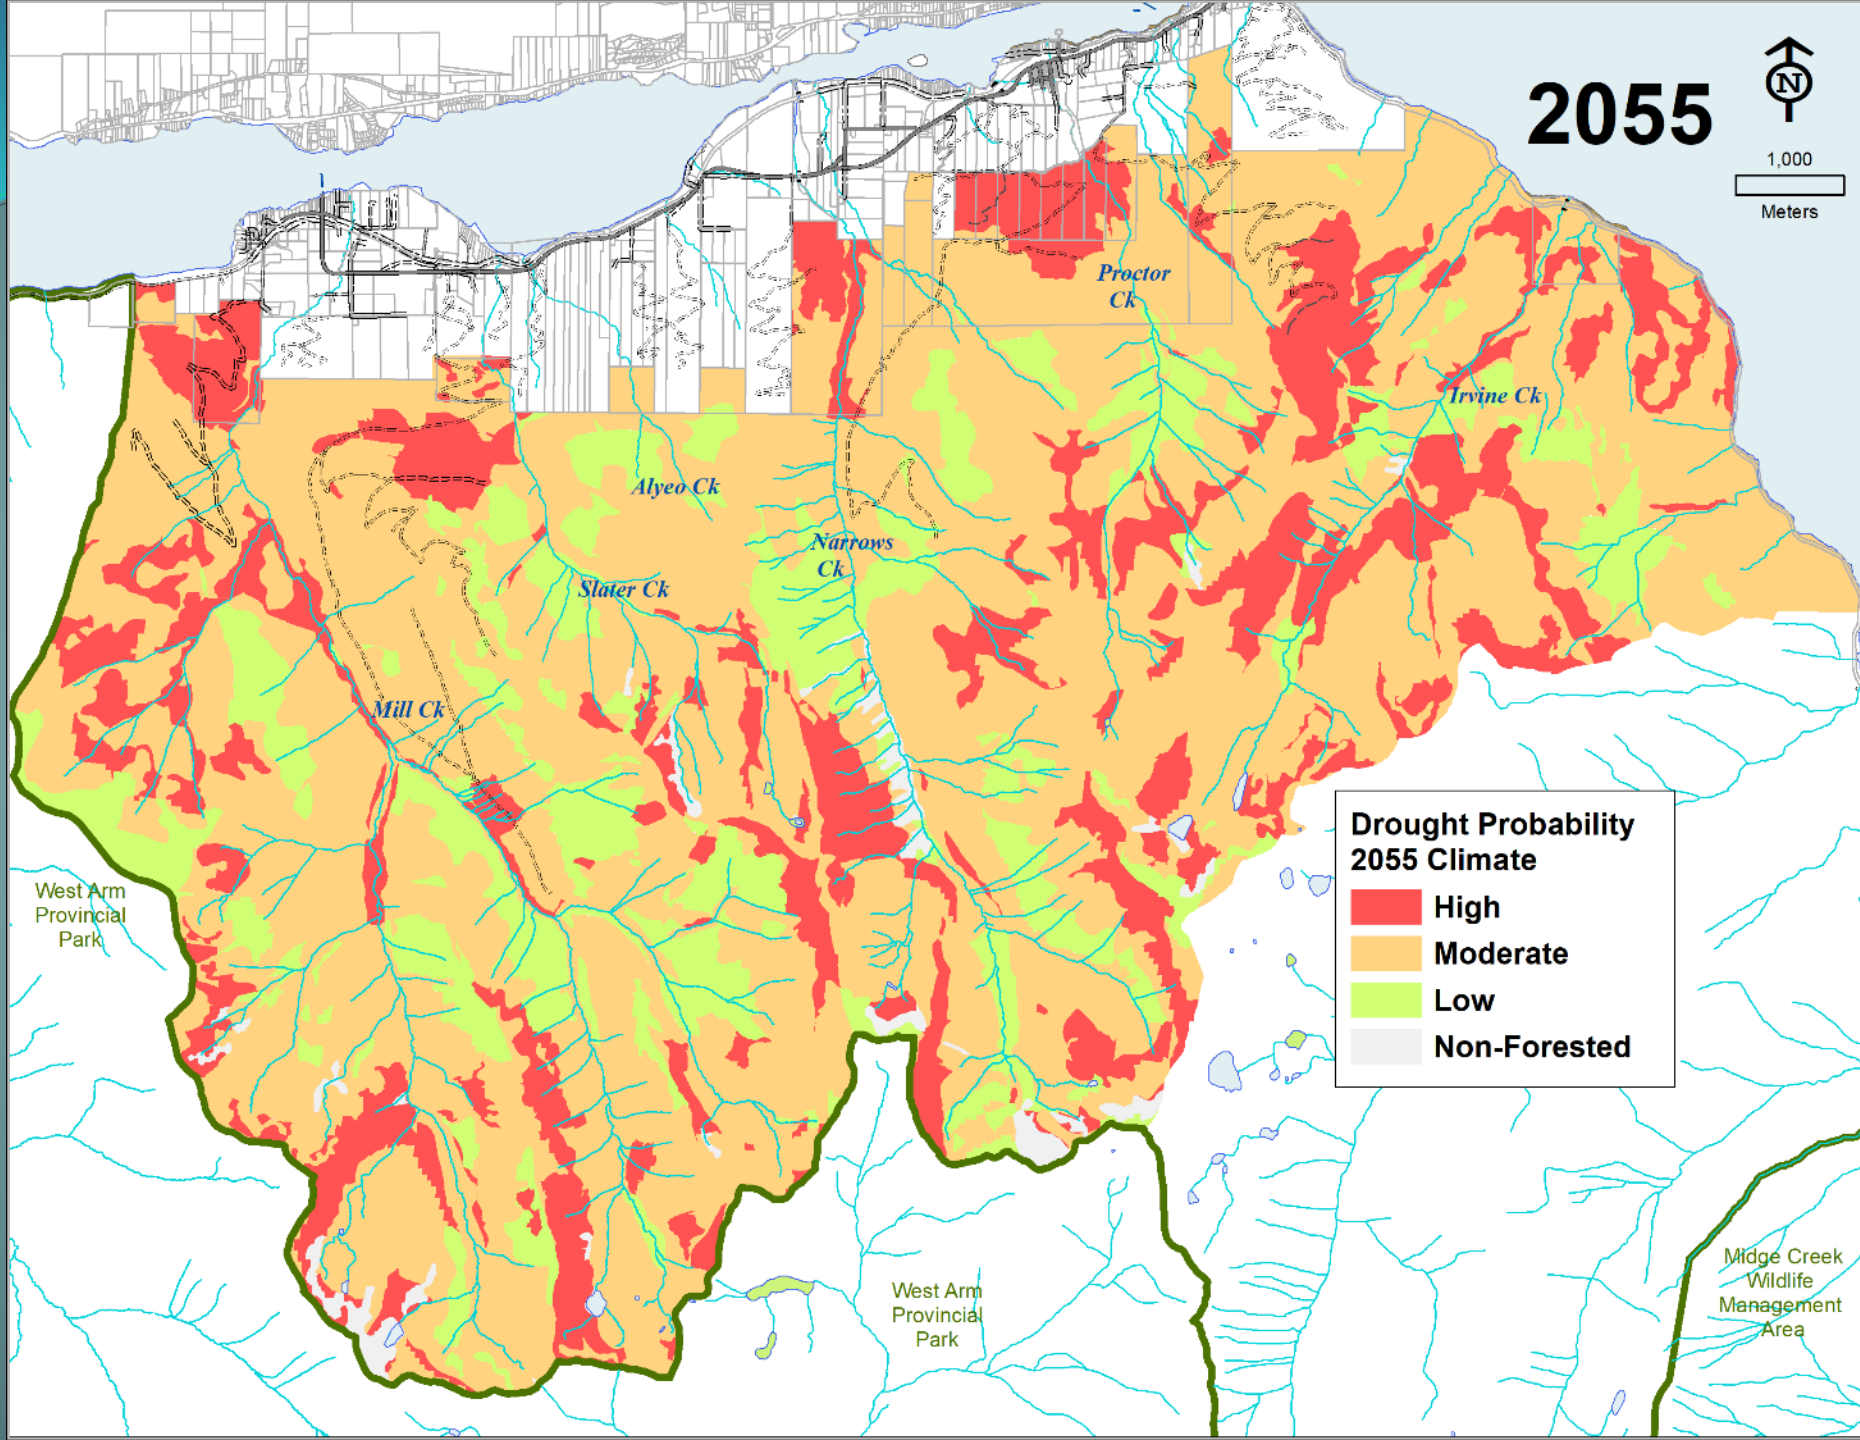 2055
N
1,000
Meters
Proctor
Ck
Irvine Ck
Alyeo Ck
Narrows
Ck
Slater Ck
Mill Ck
Drought Probability
2055 Climate
High
Moderate
Low
Non-Forested
West Arm
Provincial
Park
West Arm
Provincial
Park
Midge Creek
Wildlife
Management
Area